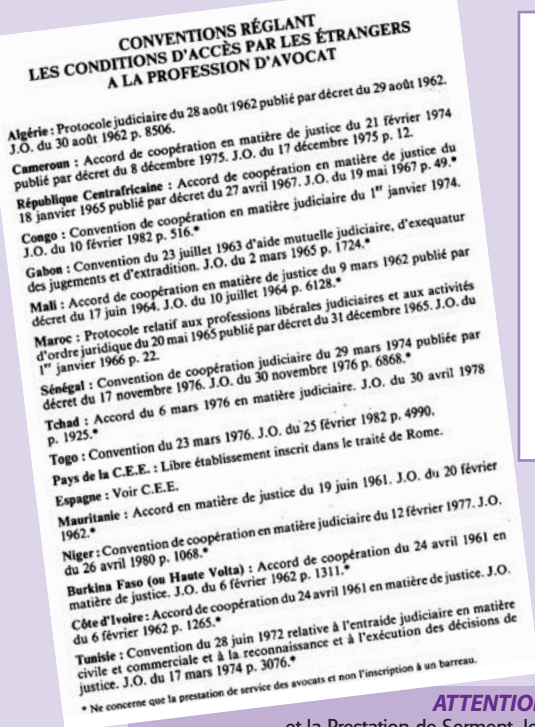 CONVENTIONS RÉGLANT
LES CONDITIONS D'ACCÈS PAR LES ÉTRANGERS
A LA PROFESSION D'AVOCAT
Algérie : Protocole judiciaire du 28 août 1962 publié par décret du 29 août 1962.
J.O. du 30 août 1962 p. 8506.
Cameroun : Accord de coopération en matière de justice du 21 février 1974
publié par décret du 8 décembre 1975. J.O. du 17 décembre 1975 p. 12.
République Centrafricaine : Accord de coopération en matière de justice du
18 janvier 1965 publié par décret du 27 avril 1967. J.O. du 19 mai 1967 p. 49.*
Congo : Convention de coopération en matière judiciaire du 1er janvier 1974.
J.O. du 10 février 1982 p. 516.*
Gabon : Convention du 23 juillet 1963 d'aide mutuelle judiciaire, d'exequatur
des jugements et d'extradition. J.O. du 2 mars 1965 p. 1724.*
Mali : Accord de coopération en matière de justice du 9 mars 1962 publié par
décret du 17 juin 1964. J.O. du 10 juillet 1964 p. 6128.*
Maroc : Protocole relatif aux professions libérales judiciaires et aux activités
d'ordre juridique du 20 mai 1965 publié par décret du 31 décembre 1965. J.O. du
1er janvier 1966 p. 22.
Sénégal : Convention de coopération judiciaire du 29 mars 1974 publiée par
décret du 17 novembre 1976. J.O. du 30 novembre 1976 p. 6868.*
Tchad : Accord du 6 mars 1976 en matière judiciaire. J.O. du 30 avril 1978
p. 1925.*
Togo : Convention du 23 mars 1976. J.O. du 25 février 1982 p. 4990.
Pays de la C.E.E. : Libre établissement inscrit dans le traité de Rome.
Espagne : Voir C.E.E.
Mauritanie : Accord en matière de justice du 19 juin 1961. J.O. du 20 février
1962.*
Niger : Convention de coopération en matière judiciaire du 12 février 1977. J.O.
du 26 avril 1980 p. 1068.*
Burkina Faso (ou Haute Volta) : Accord de coopération du 24 avril 1961 en
matière de justice. J.O. du 6 février 1962 p. 1311.*
Côte d'Ivoire : Accord de coopération du 24 avril 1961 en matière de justice. J.O.
du 6 février 1962 p. 1265.*
Tunisie : Convention du 28 juin 1972 relative à l'entraide judiciaire en matière
civile et commerciale et à la reconnaissance et à l'exécution des décisions de
justice. J.O. du 17 mars 1974 p. 3076.*
* Ne concerne que la prestation de service des avocats et non l'inscription à un barreau.
ATTENTION
et la Prestation de Serment, le